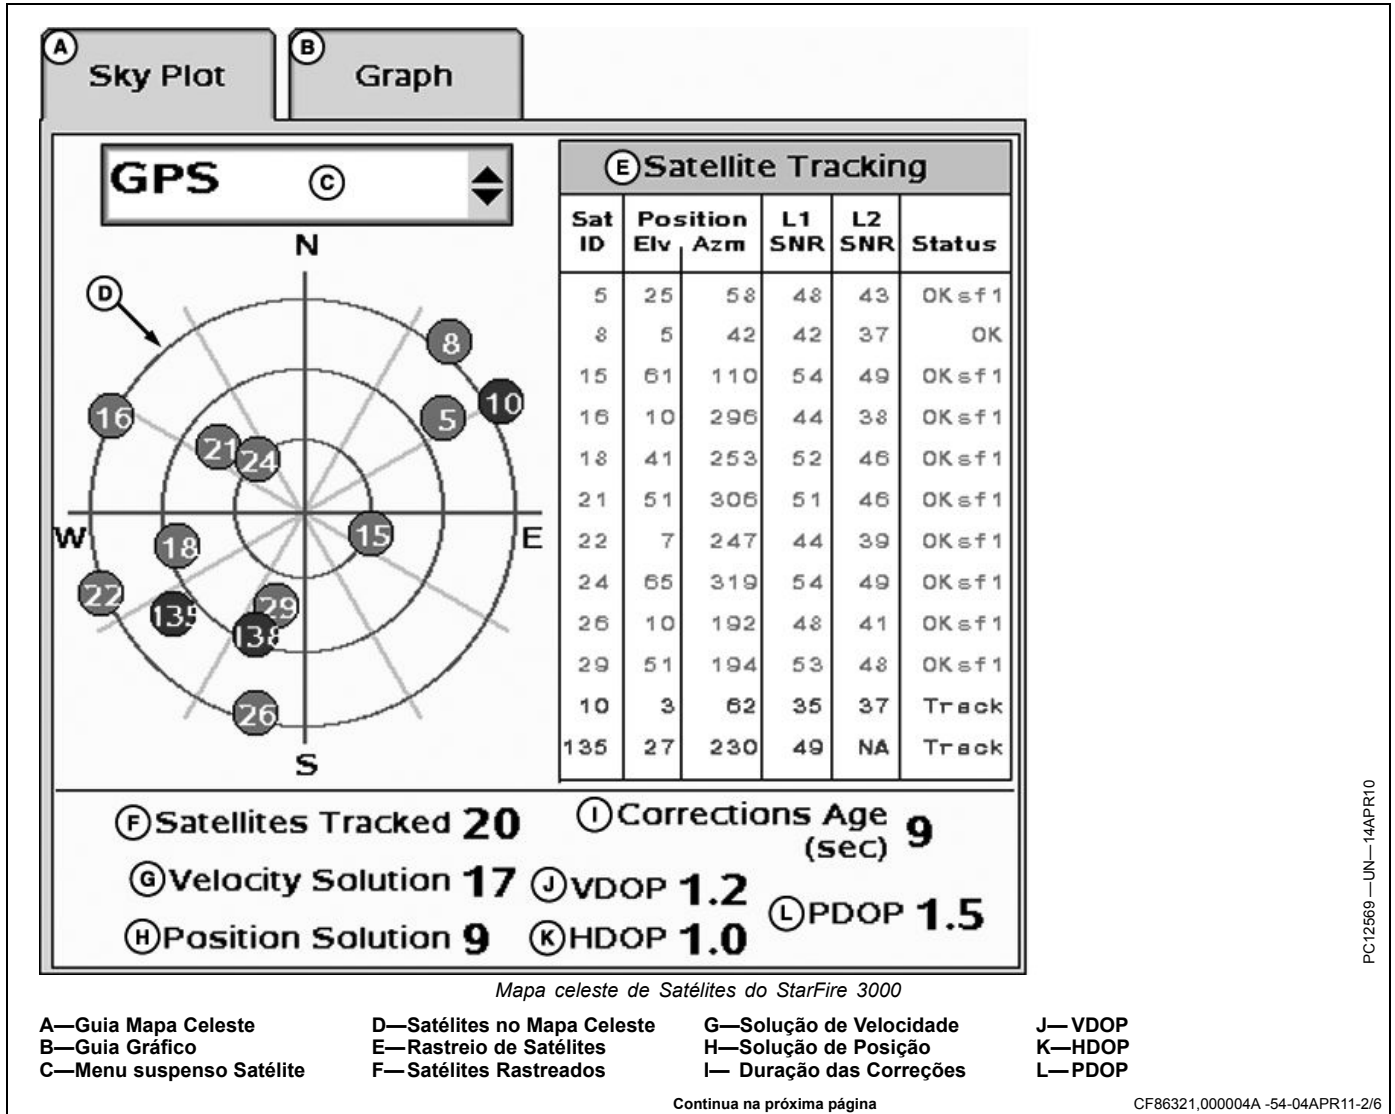 A
Sky Plot
B
Graph
GPS
C
N
D
8
10
16
5
21
24
W
E
15
18
22
29
135
138
26
S
E Satellite Tracking
Sat ID Position Elv Azm L1 SNR L2 SNR Status
5 25 58 48 43 OKsf1
8 5 42 42 37 OK
15 61 110 54 49 OKsf1
16 10 296 44 38 OKsf1
18 41 253 52 46 OKsf1
21 51 306 51 46 OKsf1
22 7 247 44 39 OKsf1
24 65 319 54 49 OKsf1
26 10 192 48 41 OKsf1
29 51 194 53 48 OKsf1
10 3 62 35 37 Track
135 27 230 49 NA Track
F Satellites Tracked 20
I Corrections Age (sec) 9
G Velocity Solution 17
J VDOP 1.2
L PDOP 1.5
H Position Solution 9
K HDOP 1.0
PC12569 —UN—14APR10
Mapa celeste de Satélites do StarFire 3000
A—Guia Mapa Celeste
B—Guia Gráfico
C—Menu suspenso Satélite
D—Satélites no Mapa Celeste
E—Rastreio de Satélites
F—Satélites Rastreados
G—Solução de Velocidade
H—Solução de Posição
I— Duração das Correções
J—VDOP
K—HDOP
L—PDOP
Continua na próxima página
CF86321,000004A -54-04APR11-2/6